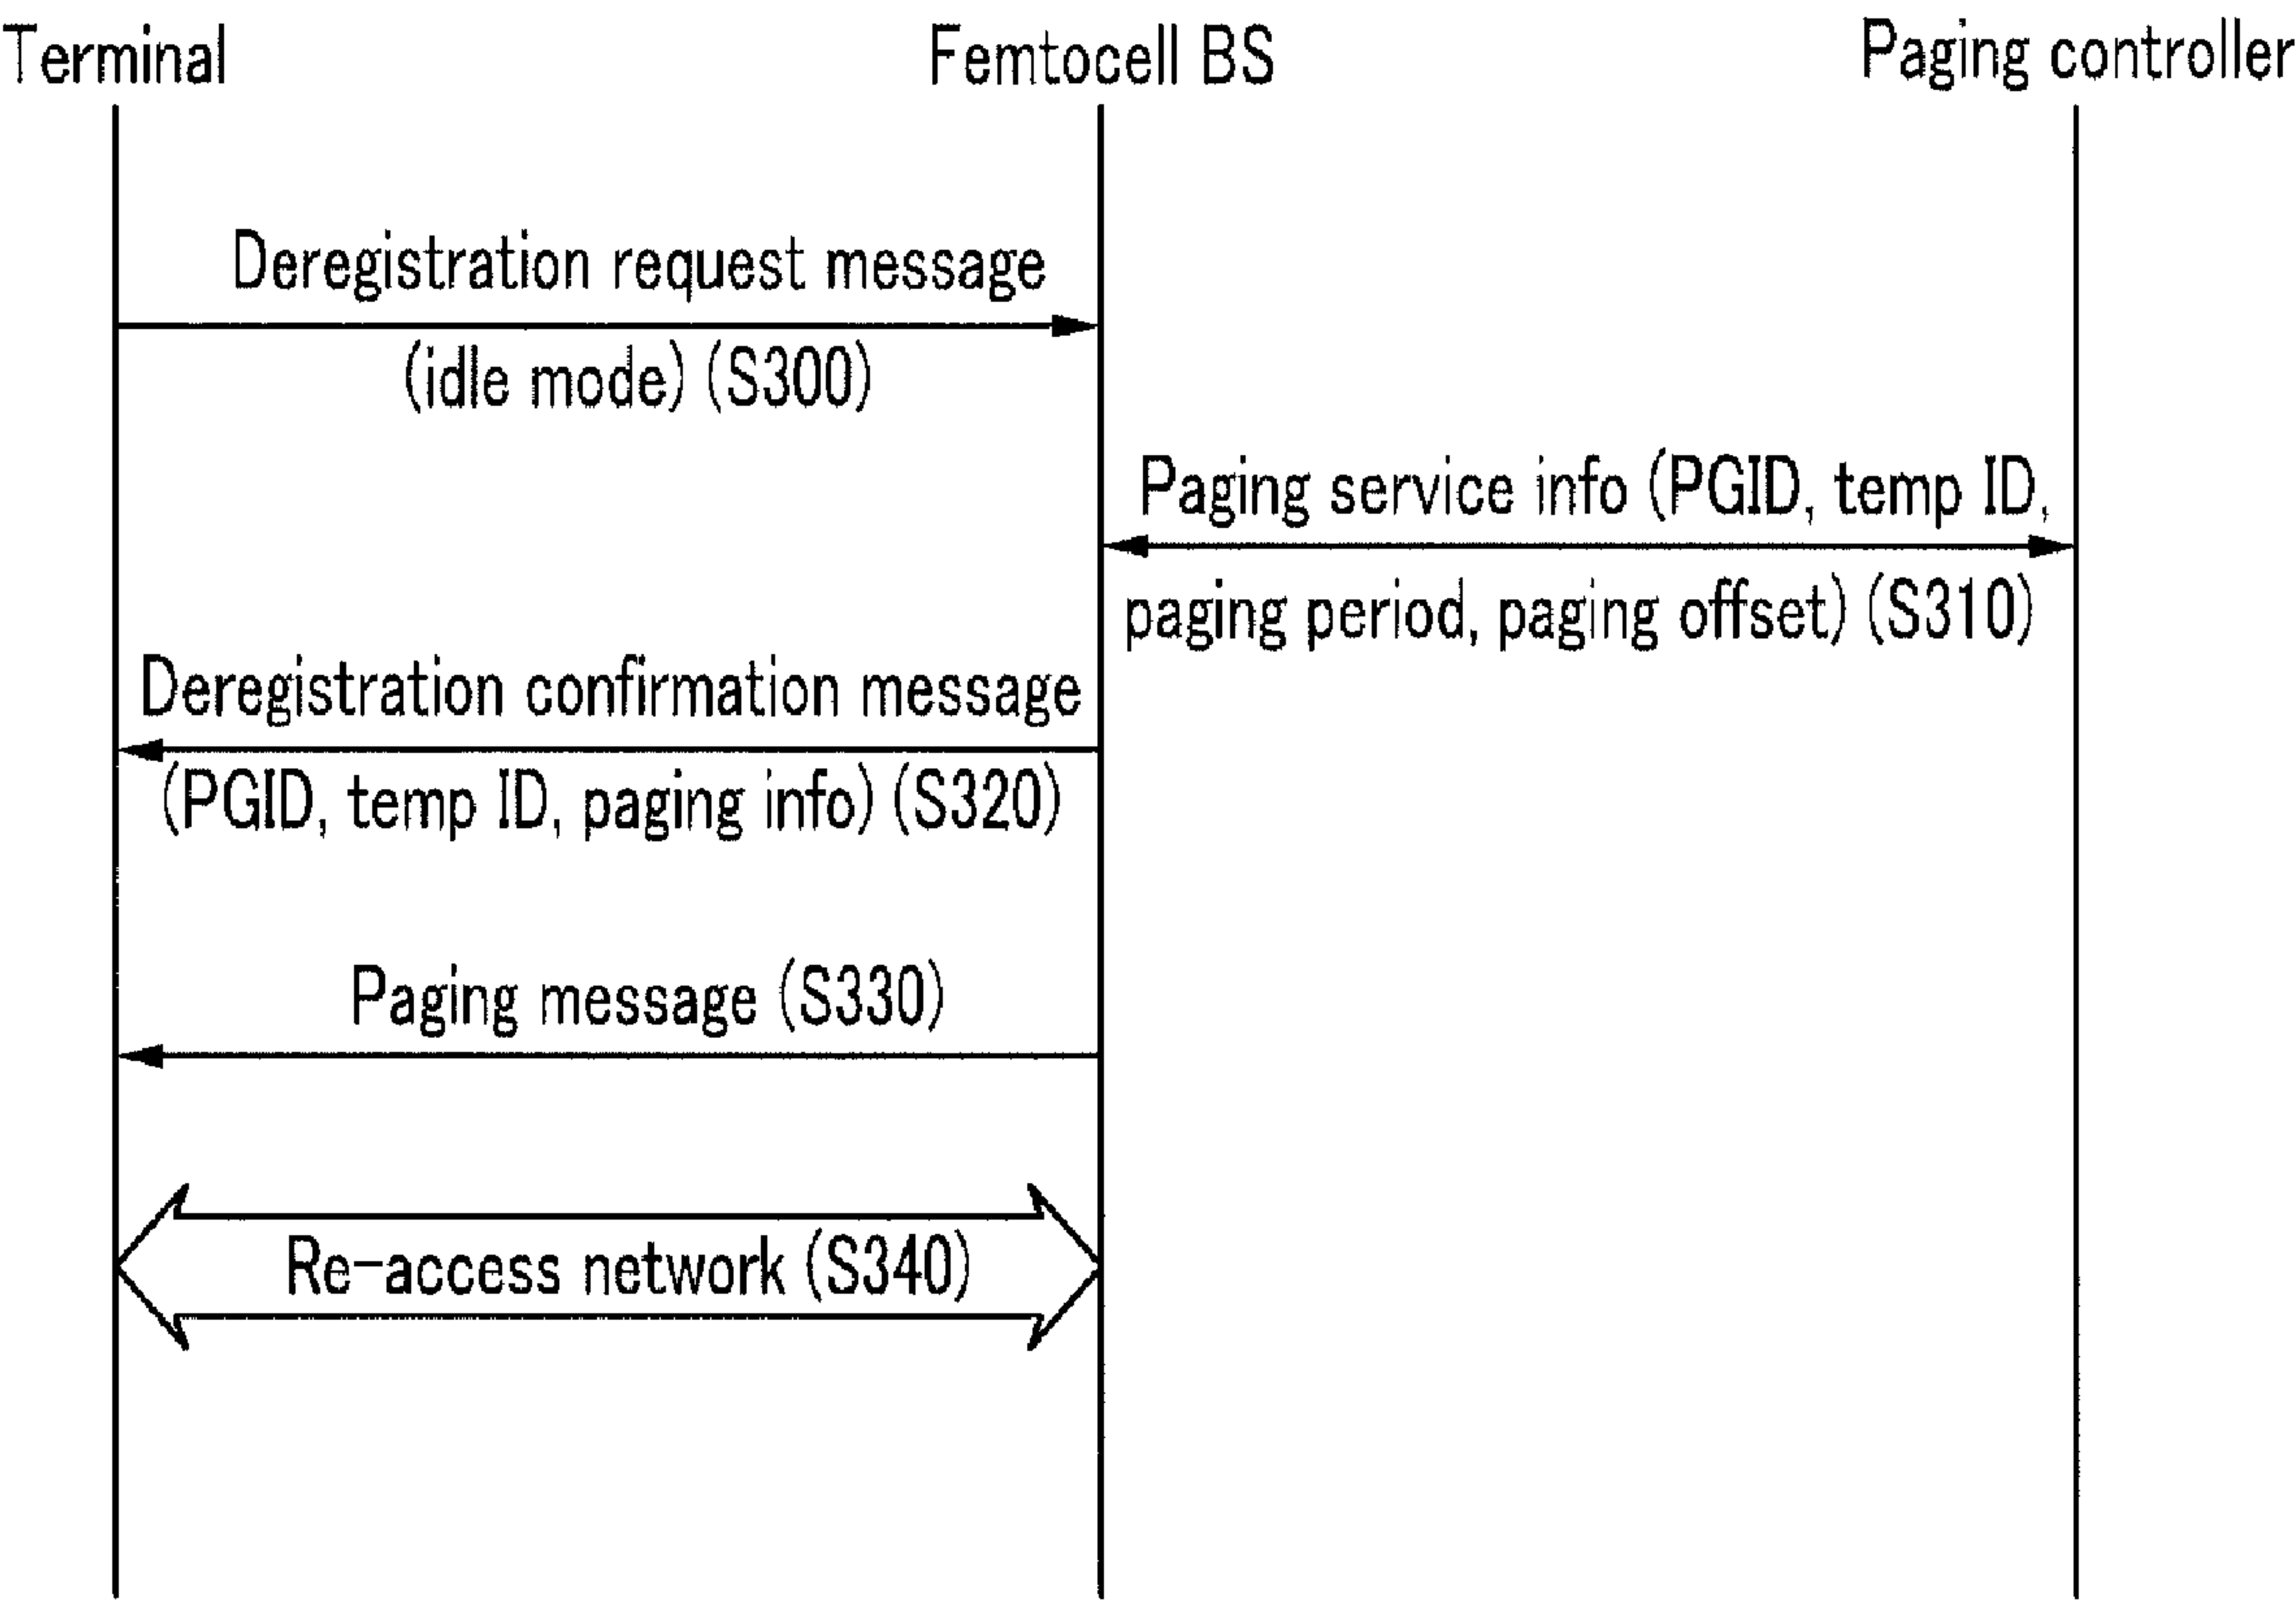 Terminal
Femtocell BS
Paging controller
Deregistration request message
(idle mode) (S300)
Paging service info (PGID, temp ID,
paging period, paging offset) (S310)
Deregistration confirmation message
(PGID, temp ID, paging info) (S320)
Paging message (S330)
Re-access network (S340)